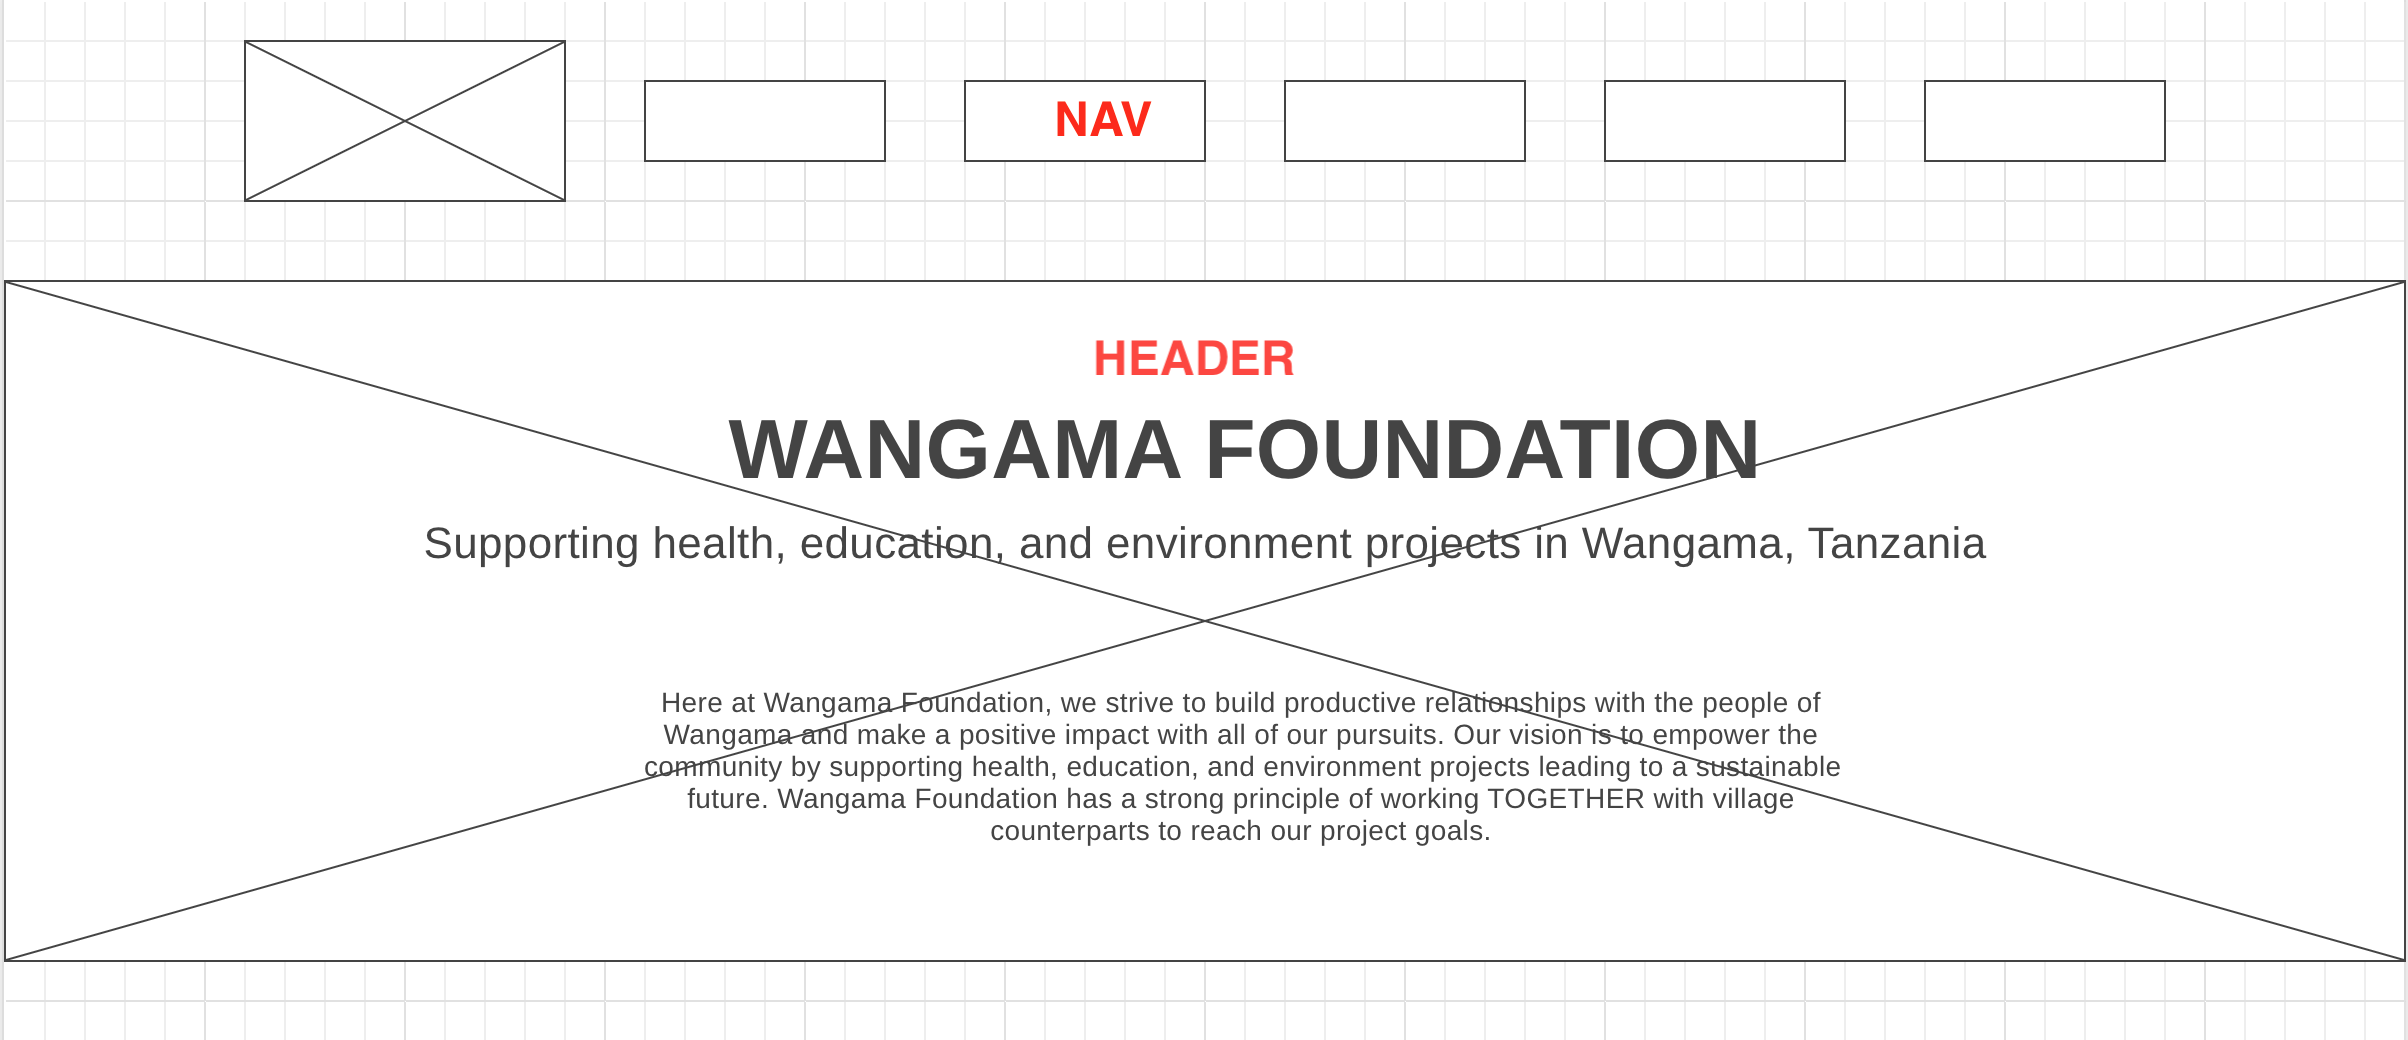 NAV
HEADER
WANGAMA FOUNDATION
Supporting health, education, and environment projects in Wangama, Tanzania
Here at Wangama Foundation, we strive to build productive relationships with the people of
Wangama and make a positive impact with all of our pursuits. Our vision is to empower the
community by supporting health, education, and environment projects leading to a sustainable
future. Wangama Foundation has a strong principle of working TOGETHER with village
counterparts to reach our project goals.